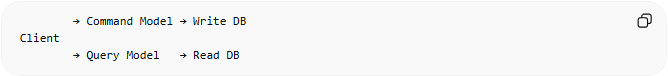 → Command Model → Write DB
Client
→ Query Model → Read DB